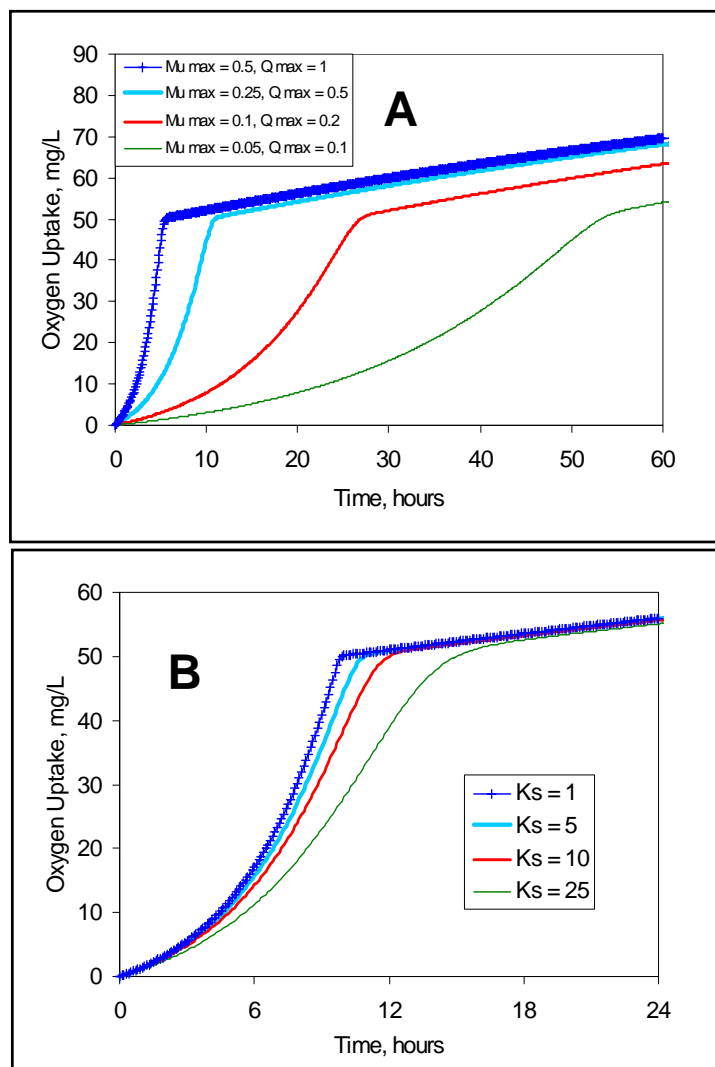 90
80
70
60
50
40
30
20
10
0
Oxygen Uptake, mg/L
Mu max = 0.5, Q max = 1
Mu max = 0.25, Q max = 0.5
Mu max = 0.1, Q max = 0.2
Mu max = 0.05, Q max = 0.1
A
0 10 20 30 40 50 60
Time, hours
60
50
40
30
20
10
0
Oxygen Uptake, mg/L
B
Ks = 1
Ks = 5
Ks = 10
Ks = 25
0 6 12 18 24
Time, hours